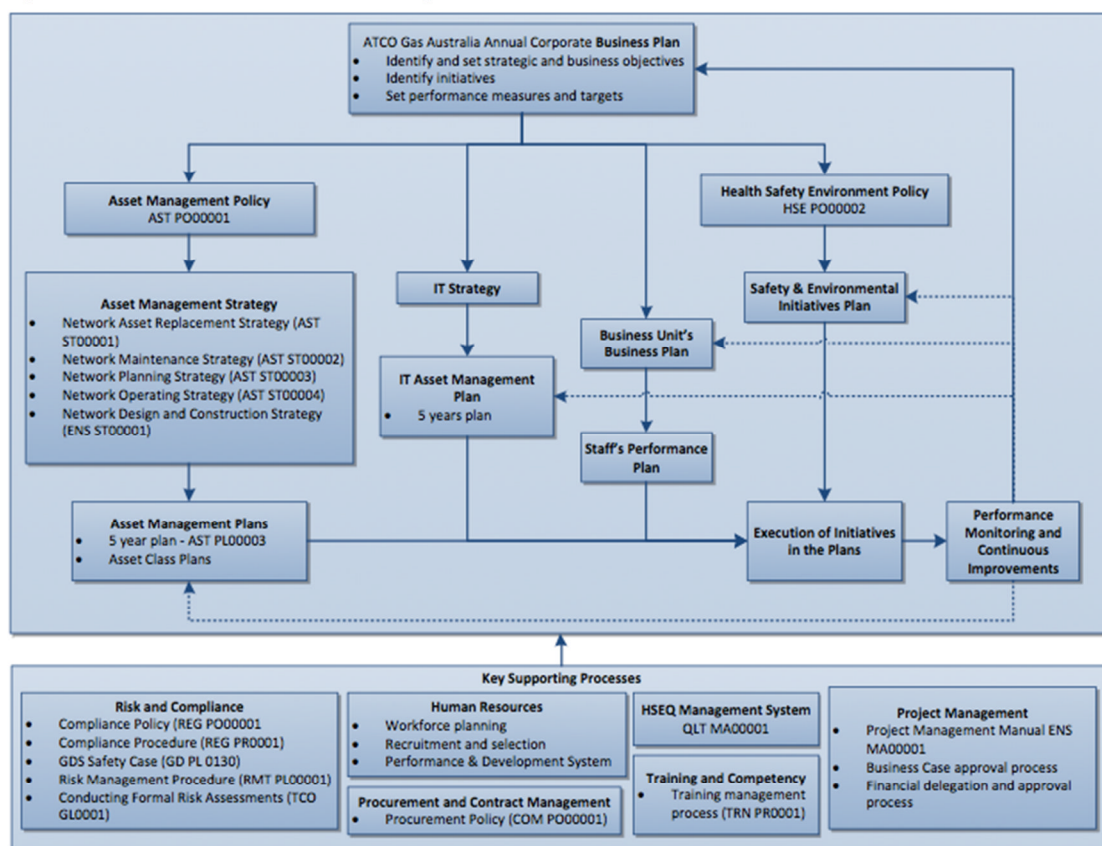 ATCO Gas Australia Annual Corporate Business Plan
• Identify and set strategic and business objectives
• Identify initiatives
• Set performance measures and targets
Asset Management Policy
AST PO00001
Health Safety Environment Policy
HSE PO00002
Asset Management Strategy
• Network Asset Replacement Strategy (AST
ST00001)
• Network Maintenance Strategy (AST ST00002)
• Network Planning Strategy (AST ST00003)
• Network Operating Strategy (AST ST00004)
• Network Design and Construction Strategy
(ENS ST00001)
IT Strategy
Safety & Environmental
Initiatives Plan
Business Unit's
Business Plan
IT Asset Management
Plan
• 5 years plan
Staff's Performance
Plan
Asset Management Plans
• 5 year plan - AST PL00003
• Asset Class Plans
Execution of Initiatives
in the Plans
Performance
Monitoring and
Continuous
Improvements
Key Supporting Processes
Risk and Compliance
• Compliance Policy (REG PO00001
• Compliance Procedure (REG PR0001)
• GDS Safety Case (GD PL 0130)
• Risk Management Procedure (RMT PL00001)
• Conducting Formal Risk Assessments (TCO
GL0001)
Human Resources
• Workforce planning
• Recruitment and selection
• Performance & Development System
Procurement and Contract Management
• Procurement Policy (COM PO00001)
HSEQ Management System
QLT MA00001
Training and Competency
• Training management
process (TRN PR0001)
Project Management
• Project Management Manual ENS
MA00001
• Business Case approval process
• Financial delegation and approval
process